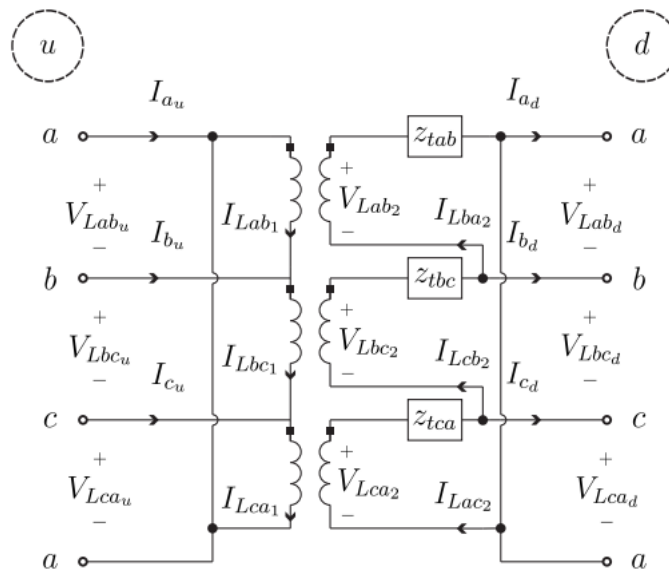 u d
I_{a_u} I_{a_d}
a z_{tab} a
+ + +
V_{Lab_u} I_{Lab_1} V_{Lab_2} I_{Lba_2} V_{Lab_d}
− I_{b_u} − I_{b_d} −
b z_{tbc} b
+ + +
V_{Lbc_u} I_{Lbc_1} V_{Lbc_2} I_{Lcb_2} V_{Lbc_d}
− I_{c_u} − I_{c_d} −
c z_{tca} c
+ + +
V_{Lca_u} I_{Lca_1} V_{Lca_2} I_{Lac_2} V_{Lca_d}
− − −
a a